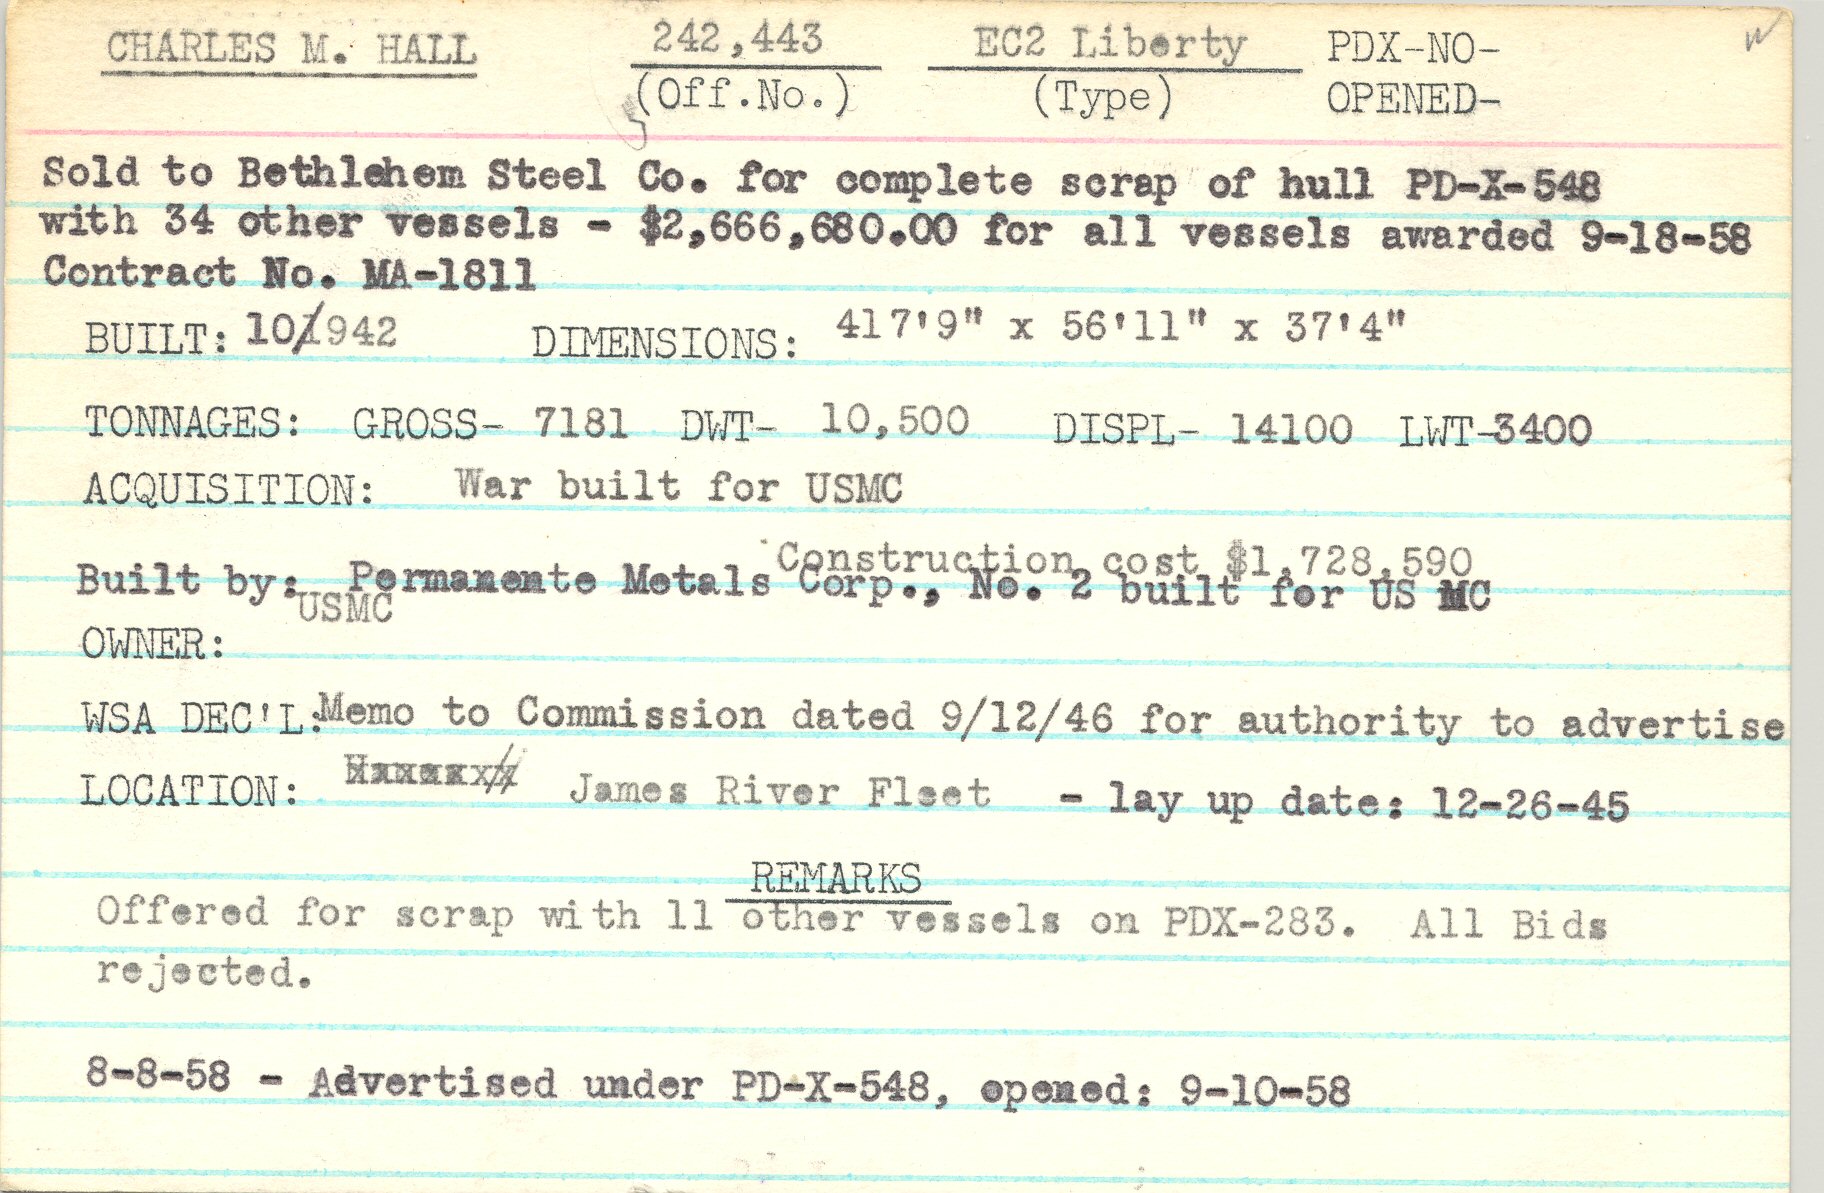 CHARLES M. HALL 242,443 EC2 Liberty PDX-NO-
(Off.No.) (Type) OPENED-
Sold to Bethlehem Steel Co. for complete scrap of hull PD-X-548
with 34 other vessels - $2,666,680.00 for all vessels awarded 9-18-58
Contract No. MA-1811
BUILT: 10/1942 DIMENSIONS: 417'9" x 56'11" x 37'4"
TONNAGES: GROSS- 7181 DWT- 10,500 DISPL- 14100 LWT-3400
ACQUISITION: War built for USMC
Construction cost $1,728,590
Built by: Permanente Metals Corp., No. 2 built for US MC
USMC
OWNER:
WSA DEC'L: Memo to Commission dated 9/12/46 for authority to advertise
LOCATION: James River Fleet - lay up date: 12-26-45
REMARKS
Offered for scrap with 11 other vessels on PDX-283. All Bids
rejected.
8-8-58 - Advertised under PD-X-548, opened: 9-10-58